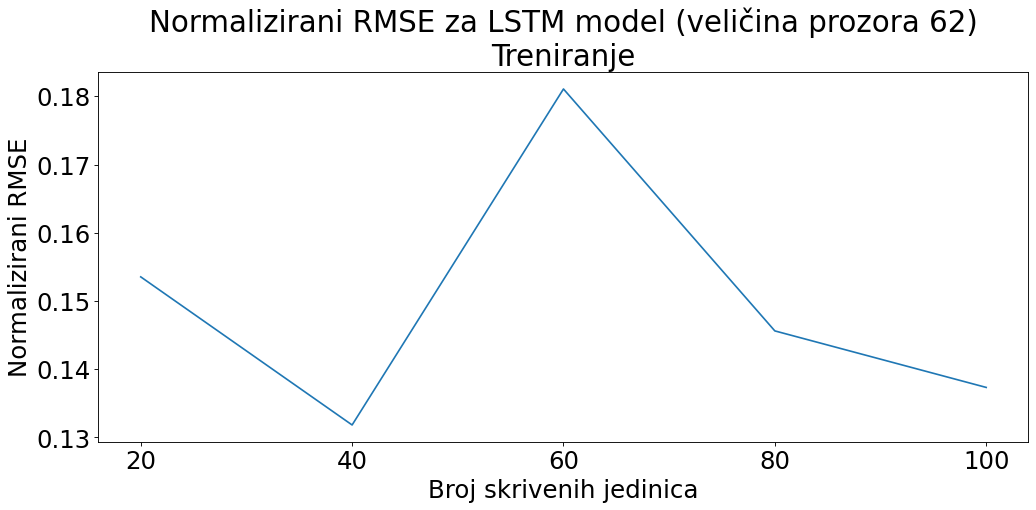 Normalizirani RMSE za LSTM model (veličina prozora 62)
Treniranje
Normalizirani RMSE
0.18
0.17
0.16
0.15
0.14
0.13
20 40 60 80 100
Broj skrivenih jedinica